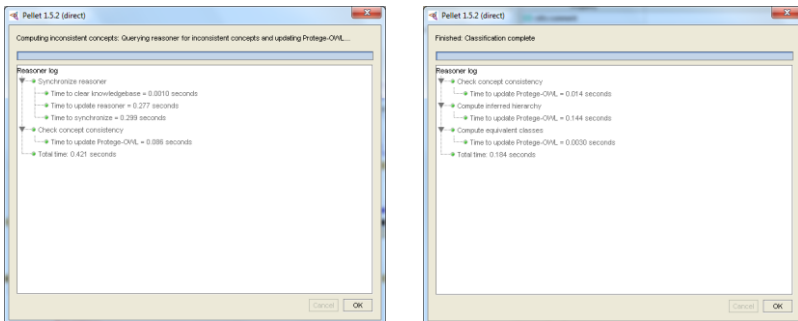 Pellet 1.5.2 (direct)
Computing inconsistent concepts: Querying reasoner for inconsistent concepts and updating Protege-OWL...
Reasoner log
Synchronize reasoner
Time to clear knowledgebase = 0.0010 seconds
Time to update reasoner = 0.277 seconds
Time to synchronize = 0.299 seconds
Check concept consistency
Time to update Protege-OWL = 0.086 seconds
Total time: 0.421 seconds
Cancel OK
Pellet 1.5.2 (direct)
Finished: Classification complete
Reasoner log
Check concept consistency
Time to update Protege-OWL = 0.014 seconds
Compute inferred hierarchy
Time to update Protege-OWL = 0.144 seconds
Compute equivalent classes
Time to update Protege-OWL = 0.0030 seconds
Total time: 0.184 seconds
Cancel OK